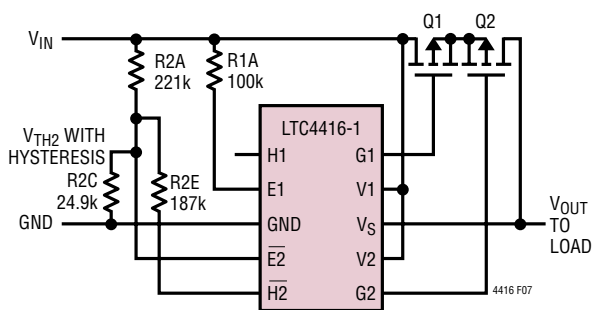 Q1 Q2
VIN
R2A
221k
R1A
100k
LTC4416-1
VTH2 WITH
HYSTERESIS
H1
G1
R2C
24.9k
R2E
187k
E1
V1
GND
GND
VS
VOUT
TO
LOAD
E2
V2
H2
G2
4416 F07